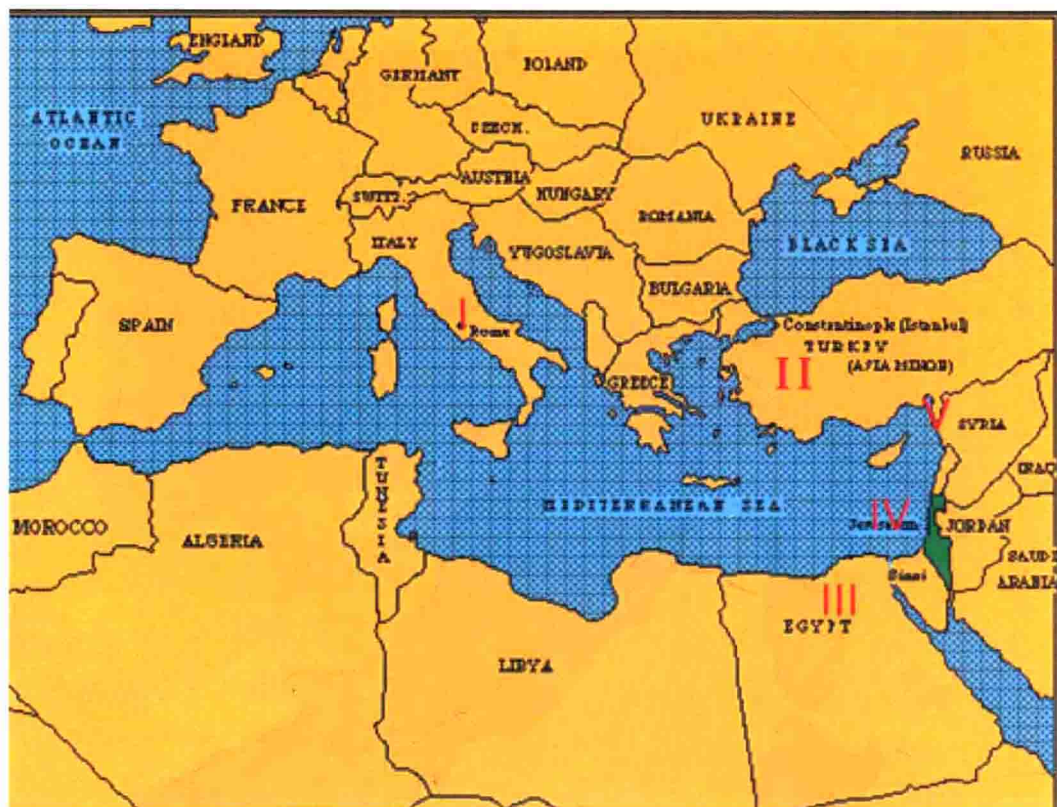 ENGLAND
ATLANTIC
OCEAN
GERMANY
POLAND
CZECH.
UKRAINE
RUSSIA
FRANCE
SWITZ.
AUSTRIA
HUNGARY
ITALY
ROMANIA
YUGOSLAVIA
BLACK SEA
BULGARIA
SPAIN
I
Rome
Constantinople (Istanbul)
TURKEY
(ASIA MINOR)
II
GREECE
V
SYRIA
IRAQ
TUNISIA
MEDITERRANEAN SEA
IV
Jerusalem
JORDAN
MOROCCO
ALGERIA
SAUDI
ARABIA
Sinai
III
EGYPT
LIBYA